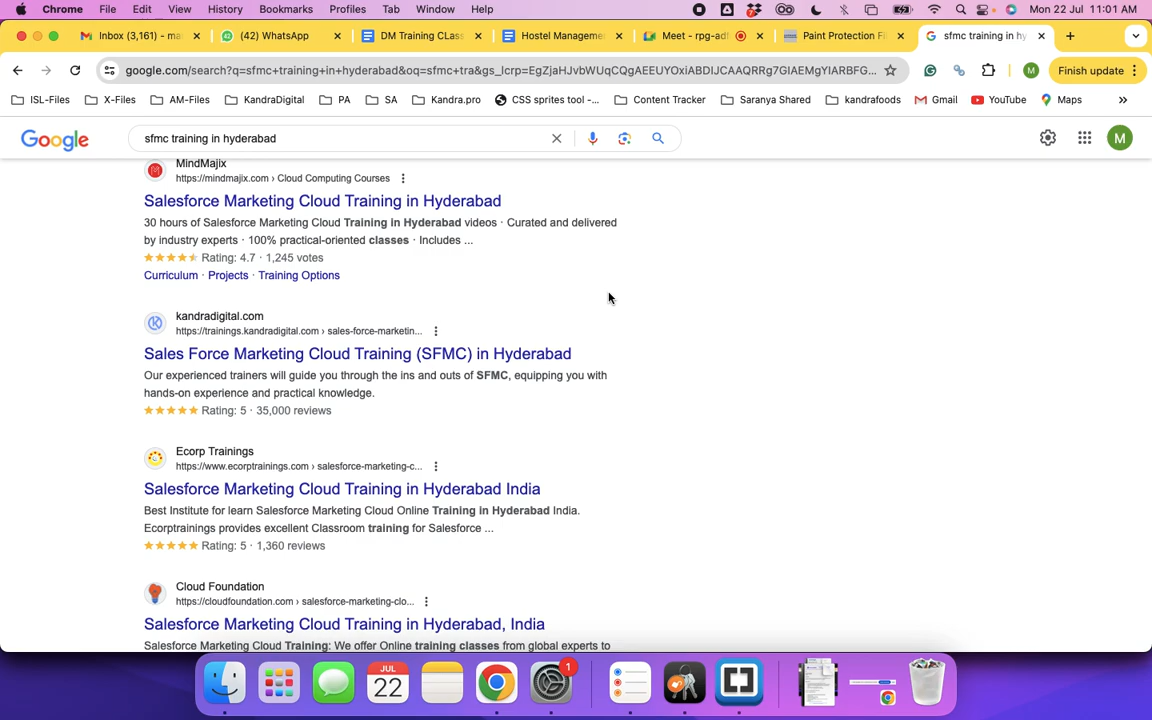 Chrome File Edit View History Bookmarks Profiles Tab Window Help Mon 22 Jul 11:01 AM
Inbox (3,161) - ma (42) WhatsApp DM Training CLass Hostel Manageme Meet - rpg-adf Paint Protection Fi sfmc training in hy
google.com/search?q=sfmc+training+in+hyderabad&oq=sfmc+tra&gs_lcrp=EgZjaHJvbWUqCQgAEEUYOxiABDIJCAAQRRg7GIAEMgYIARBFG... Finish update
ISL-Files X-Files AM-Files KandraDigital PA SA Kandra.pro CSS sprites tool -... Content Tracker Saranya Shared kandrafoods Gmail YouTube Maps »
Google sfmc training in hyderabad M
MindMajix
https://mindmajix.com › Cloud Computing Courses
Salesforce Marketing Cloud Training in Hyderabad
30 hours of Salesforce Marketing Cloud Training in Hyderabad videos · Curated and delivered
by industry experts · 100% practical-oriented classes · Includes ...
Rating: 4.7 · 1,245 votes
Curriculum · Projects · Training Options
kandradigital.com
https://trainings.kandradigital.com › sales-force-marketin...
Sales Force Marketing Cloud Training (SFMC) in Hyderabad
Our experienced trainers will guide you through the ins and outs of SFMC, equipping you with
hands-on experience and practical knowledge.
Rating: 5 · 35,000 reviews
Ecorp Trainings
https://www.ecorptrainings.com › salesforce-marketing-c...
Salesforce Marketing Cloud Training in Hyderabad India
Best Institute for learn Salesforce Marketing Cloud Online Training in Hyderabad India.
Ecorptrainings provides excellent Classroom training for Salesforce ...
Rating: 5 · 1,360 reviews
Cloud Foundation
https://cloudfoundation.com › salesforce-marketing-clo...
Salesforce Marketing Cloud Training in Hyderabad, India
Salesforce Marketing Cloud Training: We offer Online training classes from global experts to
JUL
22
1